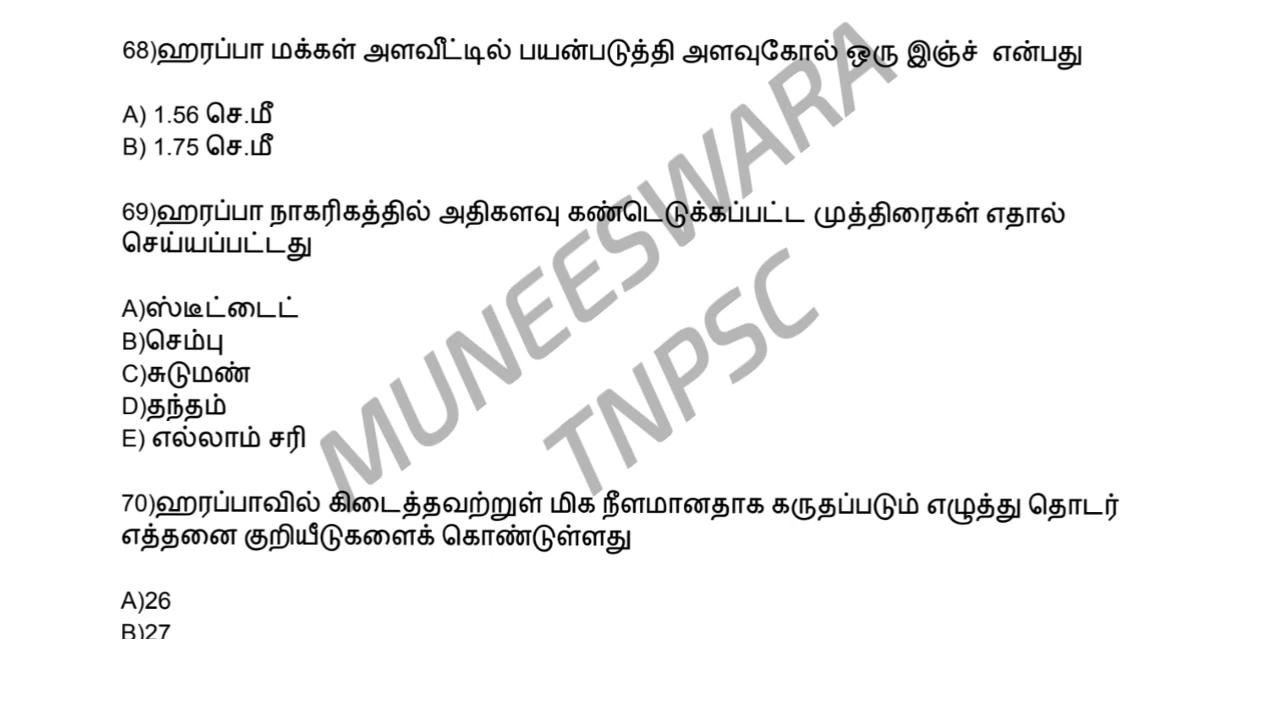 68)ஹரப்பா மக்கள் அளவீட்டில் பயன்படுத்தி அளவுகோல் ஒரு இஞ்ச் என்பது
A) 1.56 செ.மீ
B) 1.75 செ.மீ
69)ஹரப்பா நாகரிகத்தில் அதிகளவு கண்டெடுக்கப்பட்ட முத்திரைகள் எதால்
செய்யப்பட்டது
A)ஸ்டீட்டைட்
B)செம்பு
C)சுடுமண்
D)தந்தம்
E) எல்லாம் சரி
70)ஹரப்பாவில் கிடைத்தவற்றுள் மிக நீளமானதாக கருதப்படும் எழுத்து தொடர்
எத்தனை குறியீடுகளைக் கொண்டுள்ளது
A)26
B)27
MUNEESWARA
TNPSC